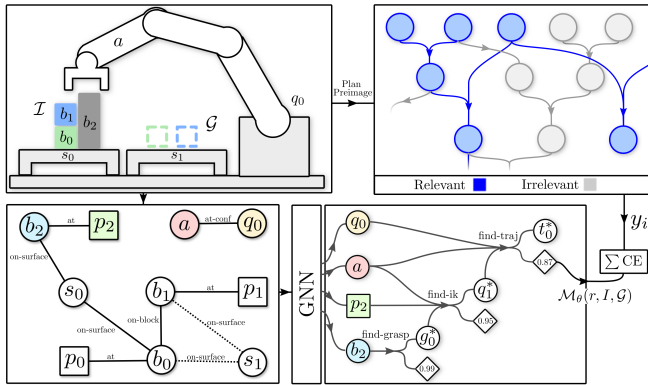 a
q₀
I
b₁
b₀
b₂
G
s₀
s₁
Plan
Preimage
Relevant
Irrelevant
b₂
at
p₂
a
at-conf
q₀
on-surface
s₀
b₁
at
p₁
on-surface
on-block
on-surface
p₀
at
b₀
on-surface
s₁
GNN
q₀
a
p₂
b₂
find-grasp
g₀*
0.99
find-ik
q₁*
0.95
find-traj
t₀*
0.87
yᵢ
∑ CE
M_θ(r, I, G)